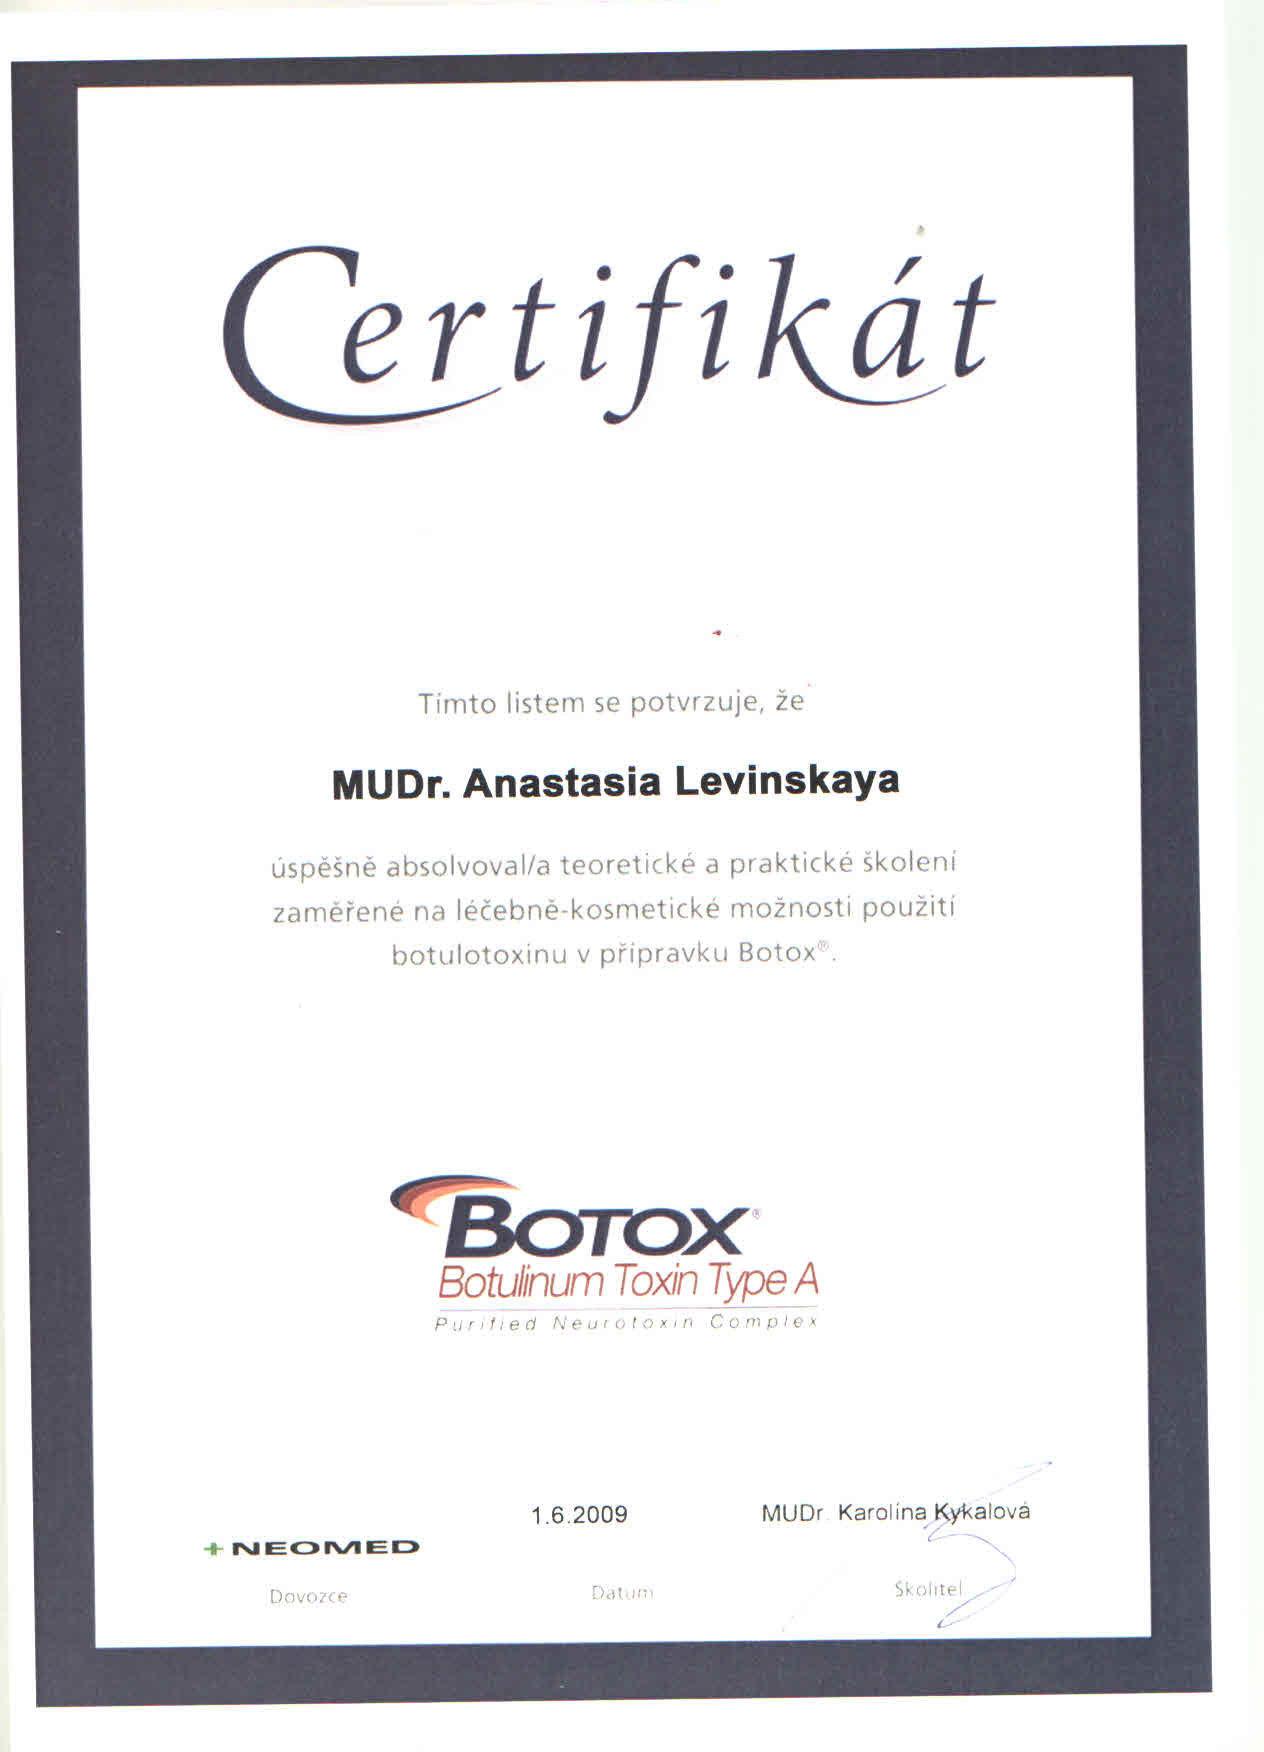 Certifikát
Tímto listem se potvrzuje, že
MUDr. Anastasia Levinskaya
úspěšně absolvoval/a teoretické a praktické školení
zaměřené na léčebně-kosmetické možnosti použití
botulotoxinu v přípravku Botox®.
BOTOX®
Botulinum Toxin Type A
Purified Neurotoxin Complex
1.6.2009
MUDr. Karolína Kykalová
+ NEOMED
Dovozce
Datum
Školitel